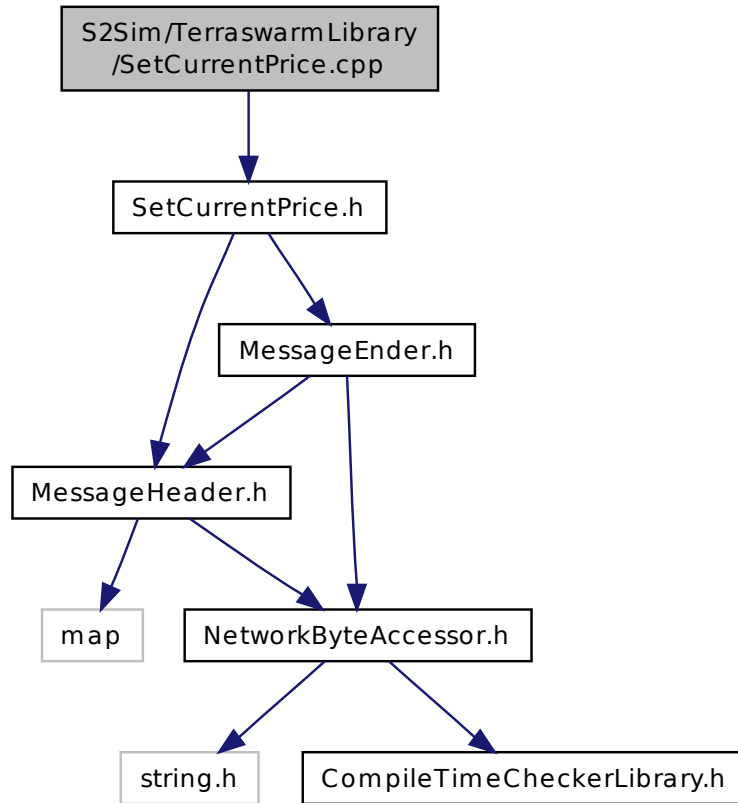 S2Sim/TerraswarmLibrary
/SetCurrentPrice.cpp
SetCurrentPrice.h
MessageEnder.h
MessageHeader.h
map
NetworkByteAccessor.h
string.h
CompileTimeCheckerLibrary.h